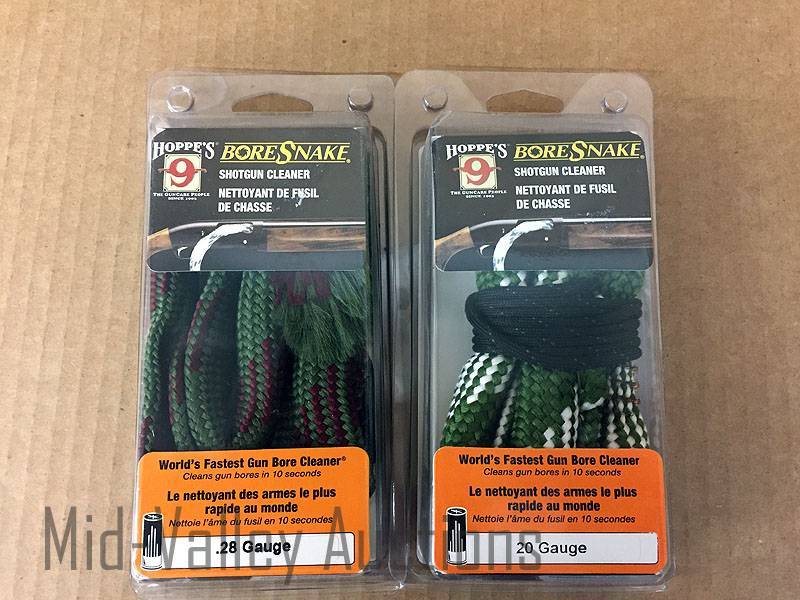 HOPPE'S
9
THE GUNCARE PEOPLE
SINCE 1903
BORESNAKE®
SHOTGUN CLEANER
NETTOYANT DE FUSIL
DE CHASSE
World's Fastest Gun Bore Cleaner®
Cleans gun bores in 10 seconds
Le nettoyant des armes le plus
rapide au monde
Nettoie l'âme du fusil en 10 secondes
.28 Gauge
HOPPE'S
9
THE GUNCARE PEOPLE
SINCE 1903
BORESNAKE®
SHOTGUN CLEANER
NETTOYANT DE FUSIL
DE CHASSE
World's Fastest Gun Bore Cleaner
Cleans gun bores in 10 seconds
Le nettoyant des armes le plus
rapide au monde
Nettoie l'âme du fusil en 10 secondes
20 Gauge
Mid-Valley Auctions